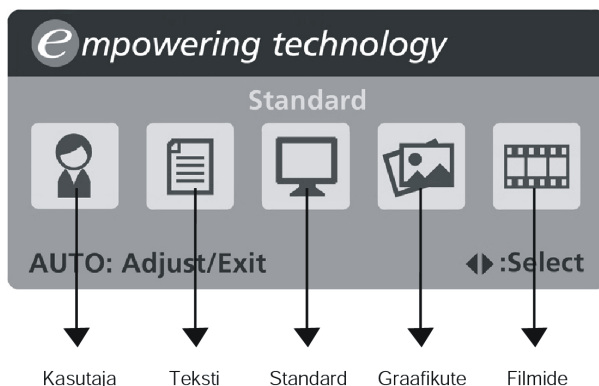 empowering technology
Standard
AUTO: Adjust/Exit :Select
Kasutaja Teksti Standard Graafikute Filmide